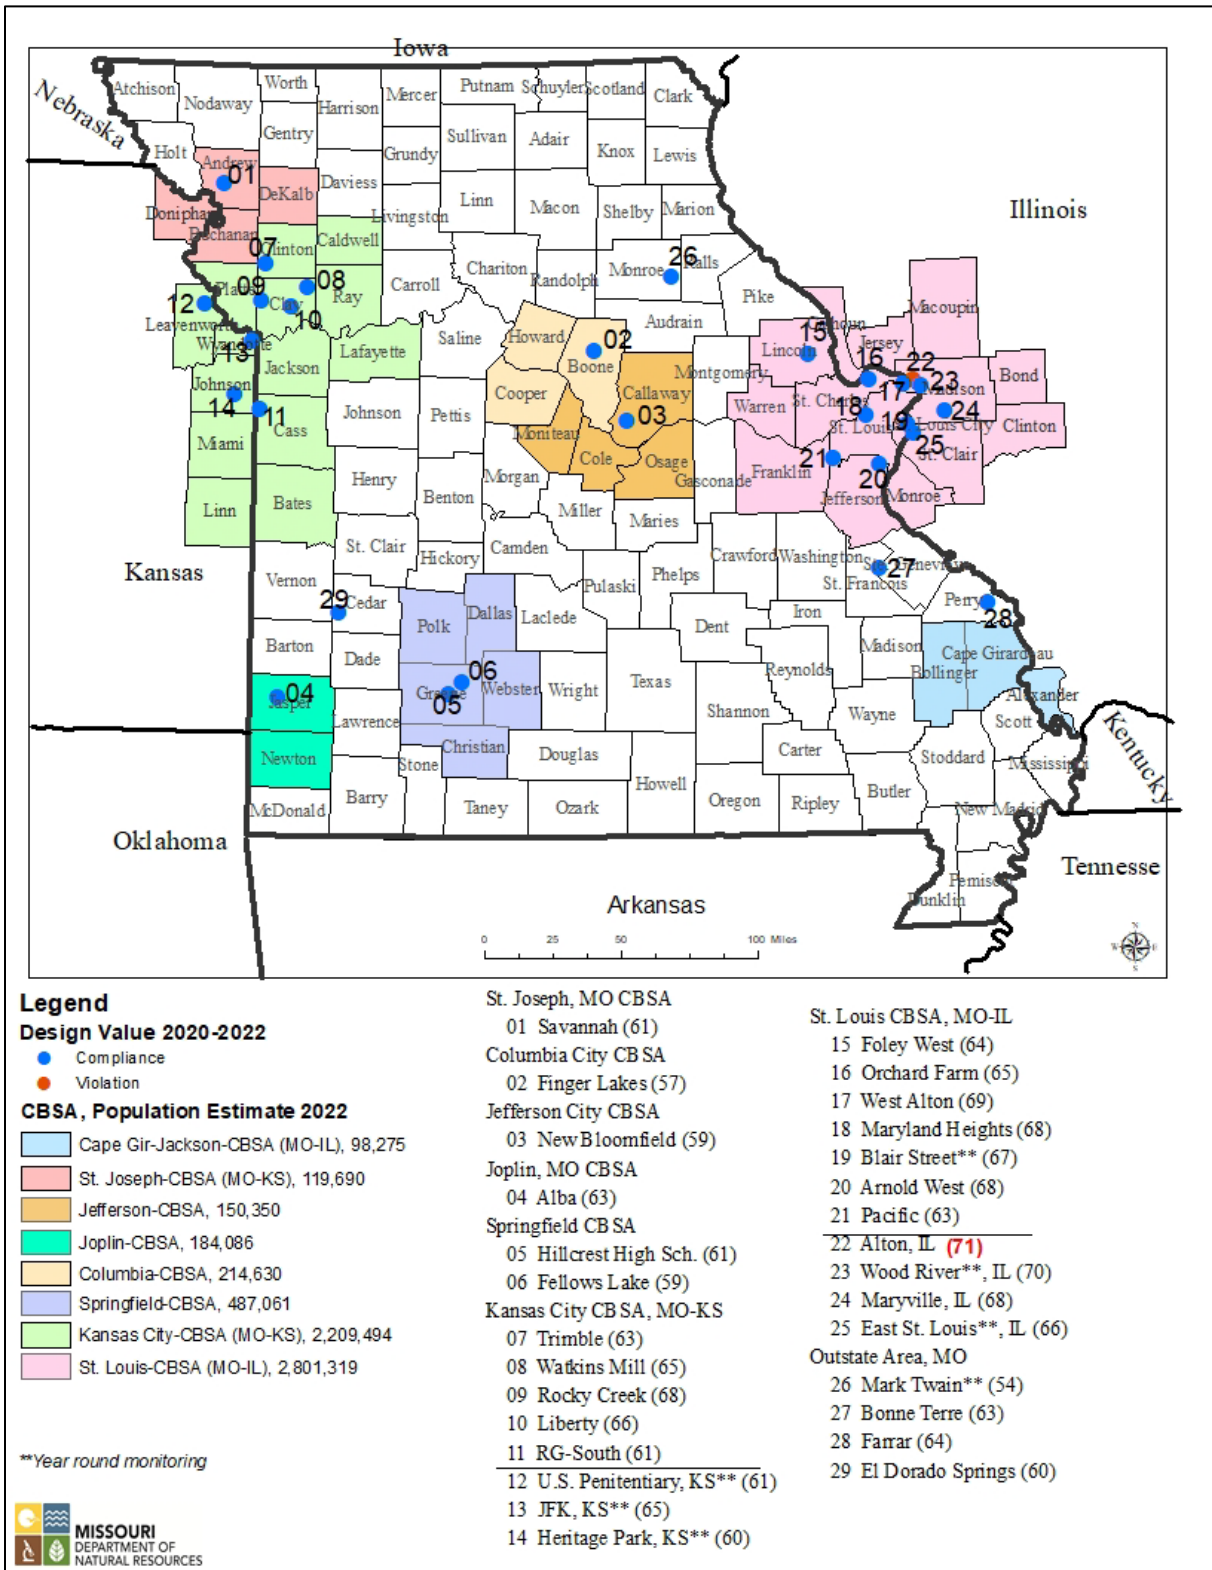 Iowa
Nebraska
Atchison
Nodaway
Worth
Harrison
Mercer
Putnam
Schuyler
Scotland
Clark
Gentry
Sullivan
Adair
Knox
Lewis
Holt
Andrew
01
DeKalb
Daviess
Grundy
Livingston
Linn
Macon
Shelby
Marion
Illinois
Doniphan
Buchanan
07
Clinton
Caldwell
Chariton
Randolph
Monroe
26
Ralls
Platte
09
Clay
08
10
Ray
Carroll
Pike
12
Leavenworth
Wyandotte
13
Jackson
Lafayette
Saline
Howard
Boone
02
Audrain
15
Lincoln
Calhoun
Jersey
Macoupin
16
22
17
23
Madison
Bond
Johnson
14
11
Cass
Johnson
Pettis
Cooper
Callaway
03
Montgomery
Warren
St. Charles
18
St. Louis
19
St. Louis City
24
25
Clinton
St. Clair
Miami
Moniteau
Cole
Osage
Gasconade
Franklin
21
20
Jefferson
Monroe
Linn
Bates
Henry
Benton
Morgan
Miller
Maries
Kansas
St. Clair
Hickory
Camden
Pulaski
Phelps
Crawford
Washington
27
Ste. Genevieve
St. Francois
Vernon
29
Cedar
Polk
Dallas
Laclede
Dent
Iron
Perry
28
Barton
Dade
Madison
Bollinger
Cape Girardeau
Alexander
04
Jasper
Greene
05
06
Webster
Wright
Texas
Reynolds
Shannon
Wayne
Scott
Kentucky
Lawrence
Newton
Christian
Stone
Douglas
Howell
Carter
Stoddard
Mississippi
McDonald
Barry
Taney
Ozark
Oregon
Ripley
Butler
New Madrid
Oklahoma
Tennesse
Pemiscot
Dunklin
Arkansas
0 25 50 100 Miles
N
W E
S
Legend
Design Value 2020-2022
Compliance
Violation
CBSA, Population Estimate 2022
Cape Gir-Jackson-CBSA (MO-IL), 98,275
St. Joseph-CBSA (MO-KS), 119,690
Jefferson-CBSA, 150,350
Joplin-CBSA, 184,086
Columbia-CBSA, 214,630
Springfield-CBSA, 487,061
Kansas City-CBSA (MO-KS), 2,209,494
St. Louis-CBSA (MO-IL), 2,801,319
**Year round monitoring
MISSOURI
DEPARTMENT OF
NATURAL RESOURCES
St. Joseph, MO CBSA
01 Savannah (61)
Columbia City CBSA
02 Finger Lakes (57)
Jefferson City CBSA
03 New Bloomfield (59)
Joplin, MO CBSA
04 Alba (63)
Springfield CBSA
05 Hillcrest High Sch. (61)
06 Fellows Lake (59)
Kansas City CBSA, MO-KS
07 Trimble (63)
08 Watkins Mill (65)
09 Rocky Creek (68)
10 Liberty (66)
11 RG-South (61)
12 U.S. Penitentiary, KS** (61)
13 JFK, KS** (65)
14 Heritage Park, KS** (60)
St. Louis CBSA, MO-IL
15 Foley West (64)
16 Orchard Farm (65)
17 West Alton (69)
18 Maryland Heights (68)
19 Blair Street** (67)
20 Arnold West (68)
21 Pacific (63)
22 Alton, IL (71)
23 Wood River**, IL (70)
24 Maryville, IL (68)
25 East St. Louis**, IL (66)
Outstate Area, MO
26 Mark Twain** (54)
27 Bonne Terre (63)
28 Farrar (64)
29 El Dorado Springs (60)